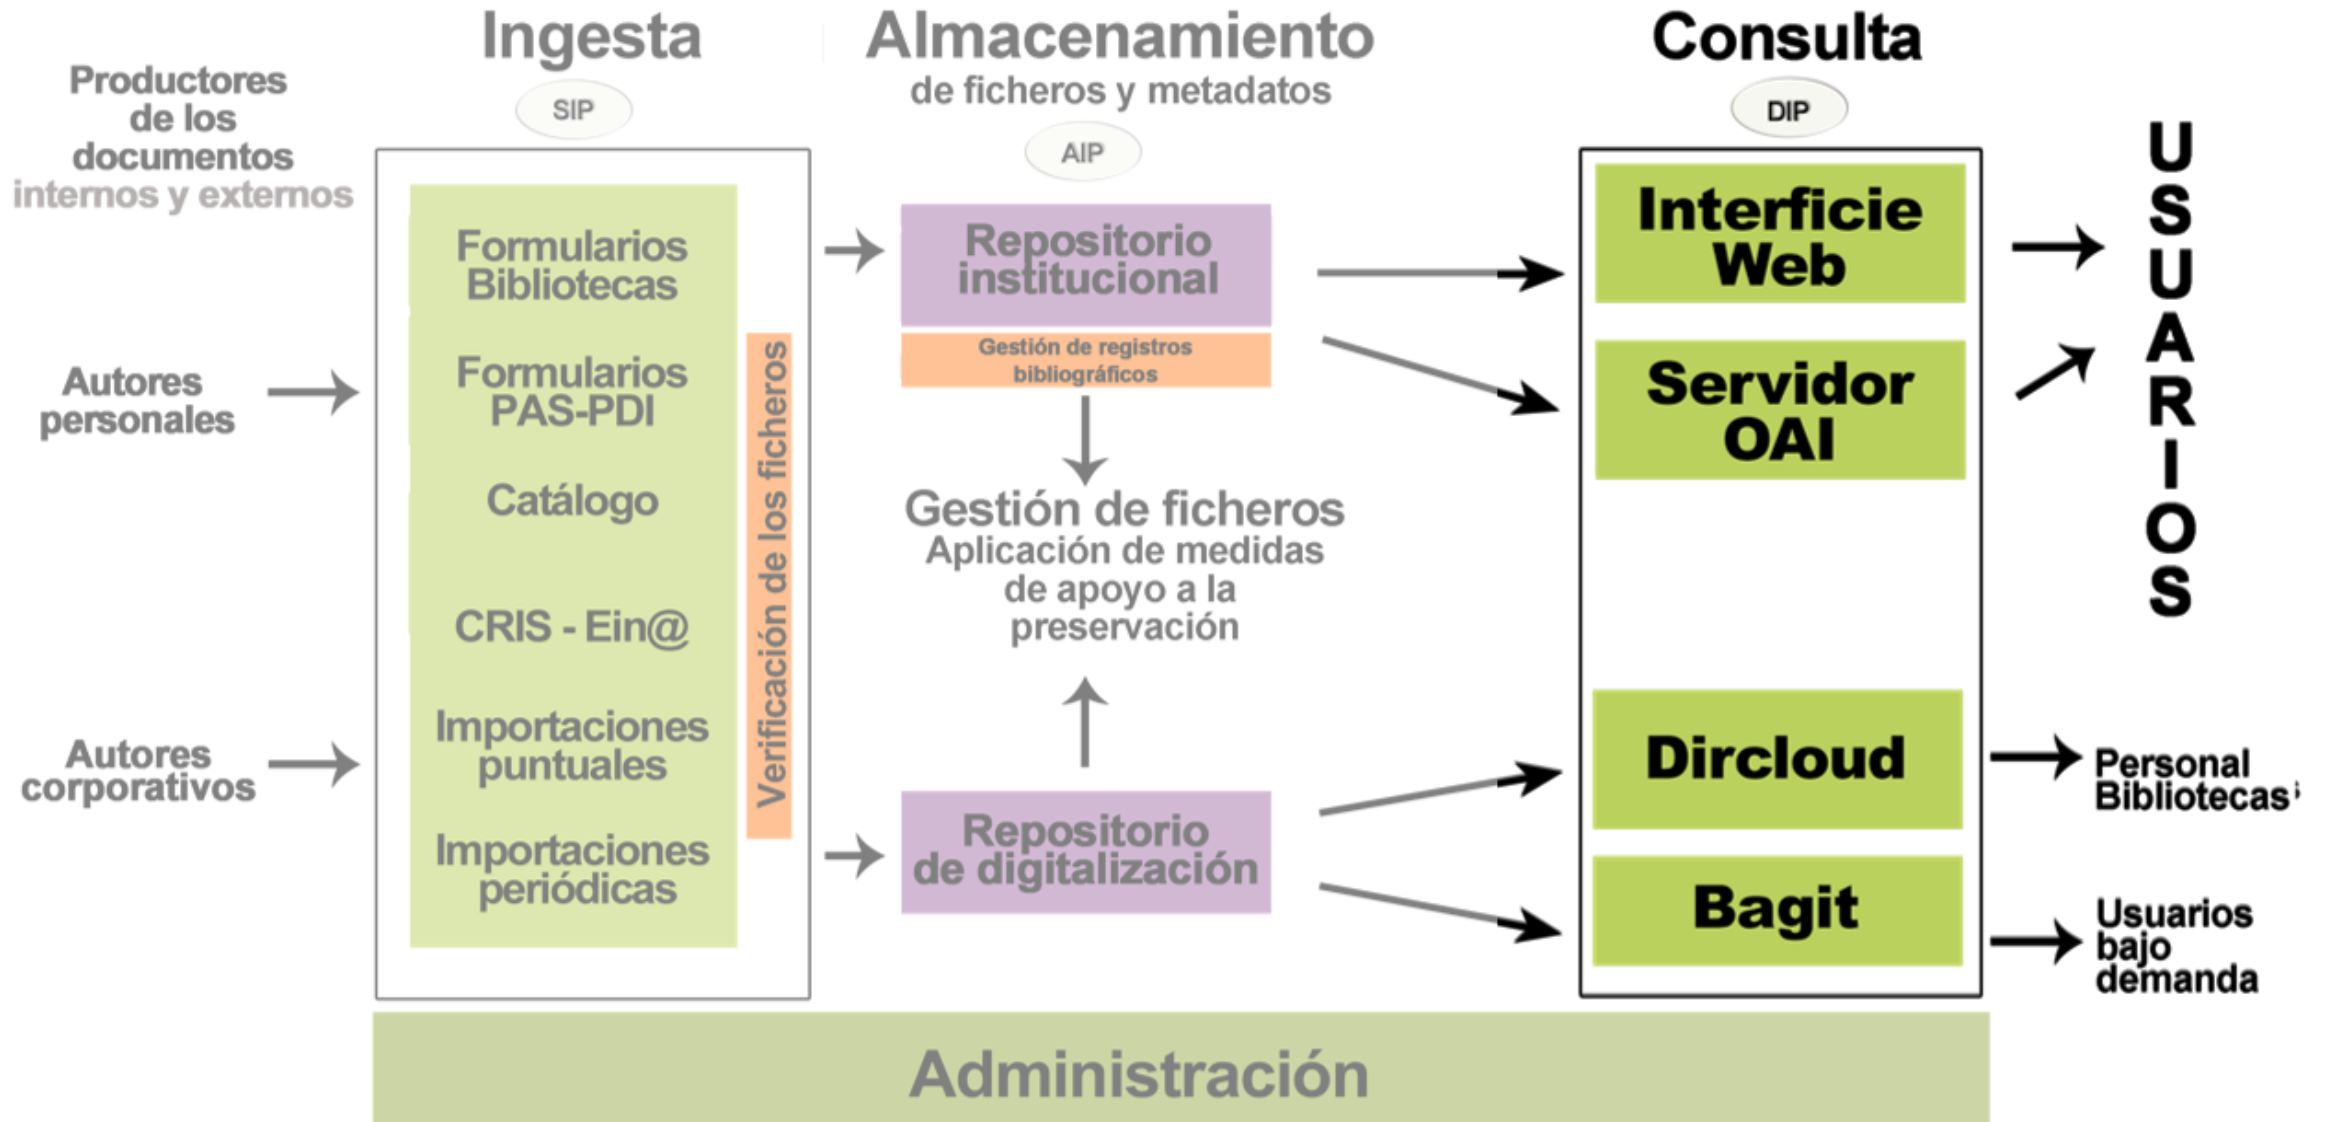 Productores
de los
documentos
internos y externos
Autores
personales
Autores
corporativos
Ingesta
SIP
Formularios
Bibliotecas
Formularios
PAS-PDI
Catálogo
CRIS - Ein@
Importaciones
puntuales
Importaciones
periódicas
Verificación de los ficheros
Almacenamiento
de ficheros y metadatos
AIP
Repositorio
institucional
Gestión de registros
bibliográficos
Gestión de ficheros
Aplicación de medidas
de apoyo a la
preservación
Repositorio
de digitalización
Consulta
DIP
Interficie
Web
Servidor
OAI
Dircloud
Bagit
USUARIOS
Personal
Bibliotecas
Usuarios
bajo
demanda
Administración